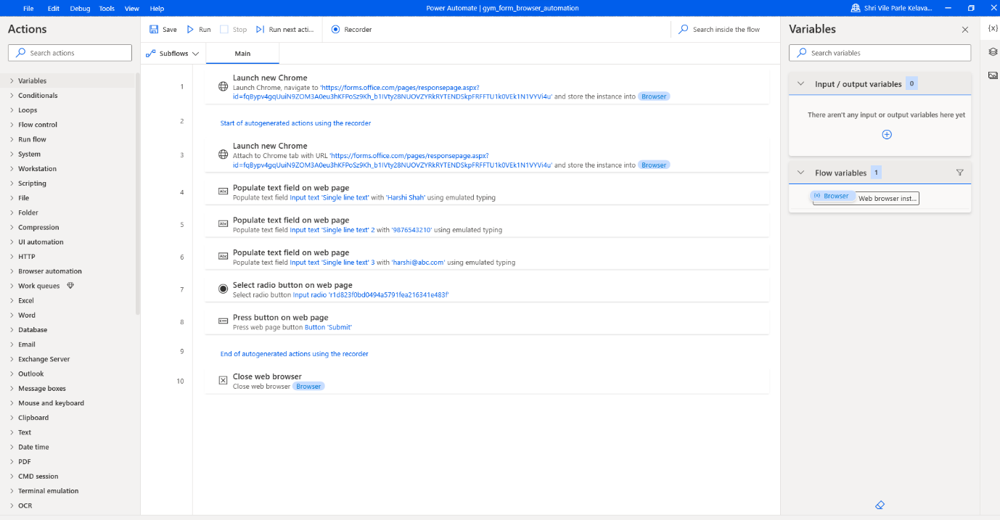 File Edit Debug Tools View Help
Power Automate | gym_form_browser_automation
Shri Vile Parle Kelava...
Actions
Search actions
Variables
Conditionals
Loops
Flow control
Run flow
System
Workstation
Scripting
File
Folder
Compression
UI automation
HTTP
Browser automation
Work queues
Excel
Word
Database
Email
Exchange Server
Outlook
Message boxes
Mouse and keyboard
Clipboard
Text
Date time
PDF
CMD session
Terminal emulation
OCR
Save Run Stop Run next acti... Recorder
Search inside the flow
Subflows Main
1
Launch new Chrome
Launch Chrome, navigate to 'https://forms.office.com/pages/responsepage.aspx?
id=fqBypv4gqUuiN9ZOM3A0eu3hKFPoSz9Kh_b1IVty28NUOVZYRkRYTENDSkpFRFFTU1k0VEk1N1VYVi4u' and store the instance into Browser
2
Start of autogenerated actions using the recorder
3
Launch new Chrome
Attach to Chrome tab with URL 'https://forms.office.com/pages/responsepage.aspx?
id=fqBypv4gqUuiN9ZOM3A0eu3hKFPoSz9Kh_b1IVty28NUOVZYRkRYTENDSkpFRFFTU1k0VEk1N1VYVi4u' and store the instance into Browser
4
Abc
Populate text field on web page
Populate text field Input text 'Single line text' with 'Harshi Shah' using emulated typing
5
Abc
Populate text field on web page
Populate text field Input text 'Single line text' 2 with '9876543210' using emulated typing
6
Abc
Populate text field on web page
Populate text field Input text 'Single line text' 3 with 'harshi@abc.com' using emulated typing
7
Select radio button on web page
Select radio button Input radio 'r1d823f0bd0494a5791fea216341e483f'
8
Press button on web page
Press web page button Button 'Submit'
9
End of autogenerated actions using the recorder
10
Close web browser
Close web browser Browser
Variables
Search variables
Input / output variables 0
There aren't any input or output variables here yet
Flow variables 1
(x) Browser Web browser inst...
{x}